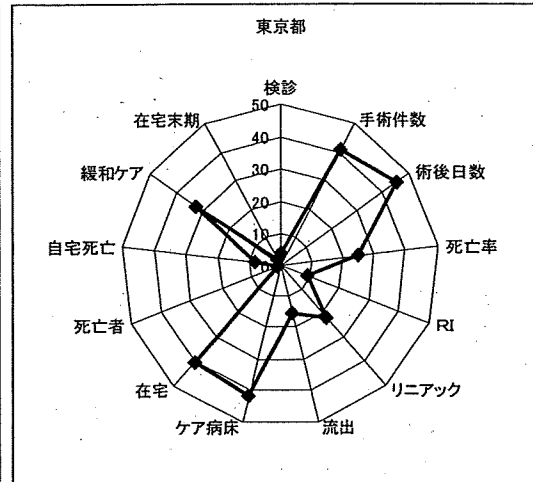 東京都
検診
手術件数
術後日数
死亡率
RI
リニアック
流出
ケア病床
在宅
死亡者
自宅死亡
緩和ケア
在宅末期
50
40
30
20
10
0